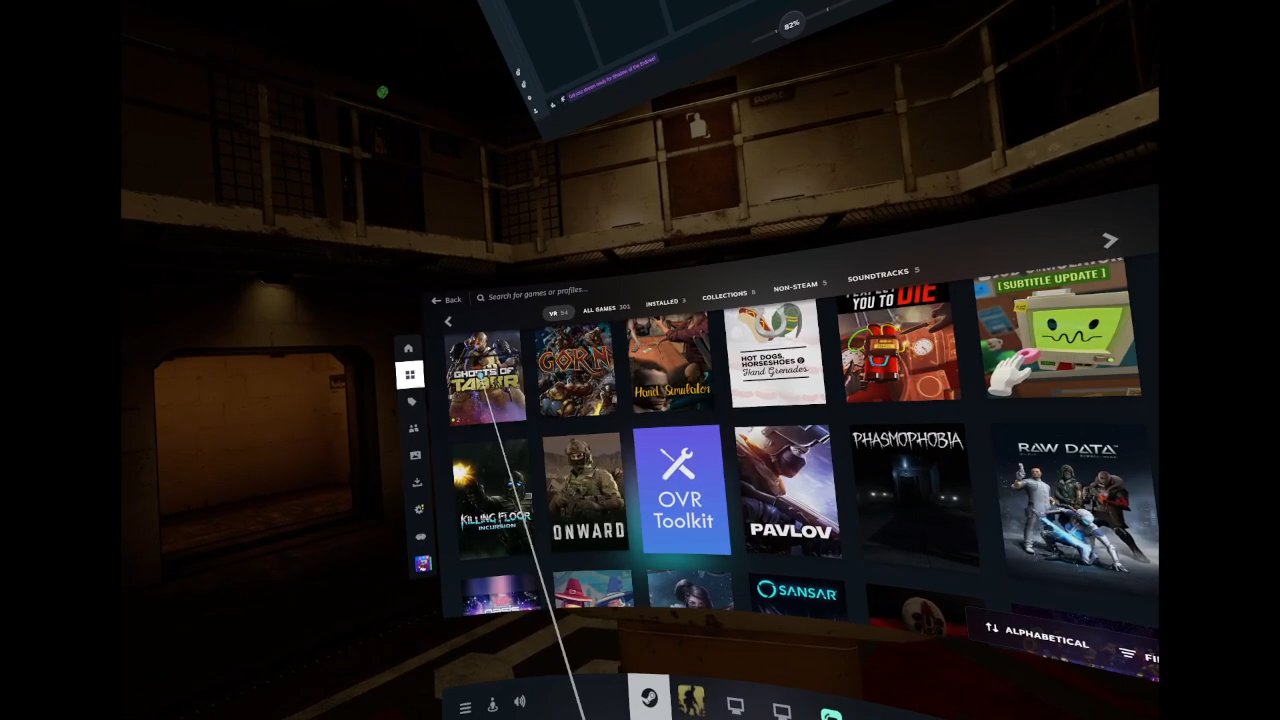 82%
Back
Search for games or profiles...
VR 54
ALL GAMES 301
INSTALLED 3
COLLECTIONS 8
NON-STEAM 5
SOUNDTRACKS 5
GHOSTS OF TABOR
GORN
Hand Simulator
HOT DOGS,
HORSESHOES &
Hand Grenades
YOU TO DIE
[ SUBTITLE UPDATE ]
KILLING FLOOR
INCURSION
ONWARD
OVR
Toolkit
PAVLOV
PHASMOPHOBIA
RAW DATA
SANSAR
ALPHABETICAL